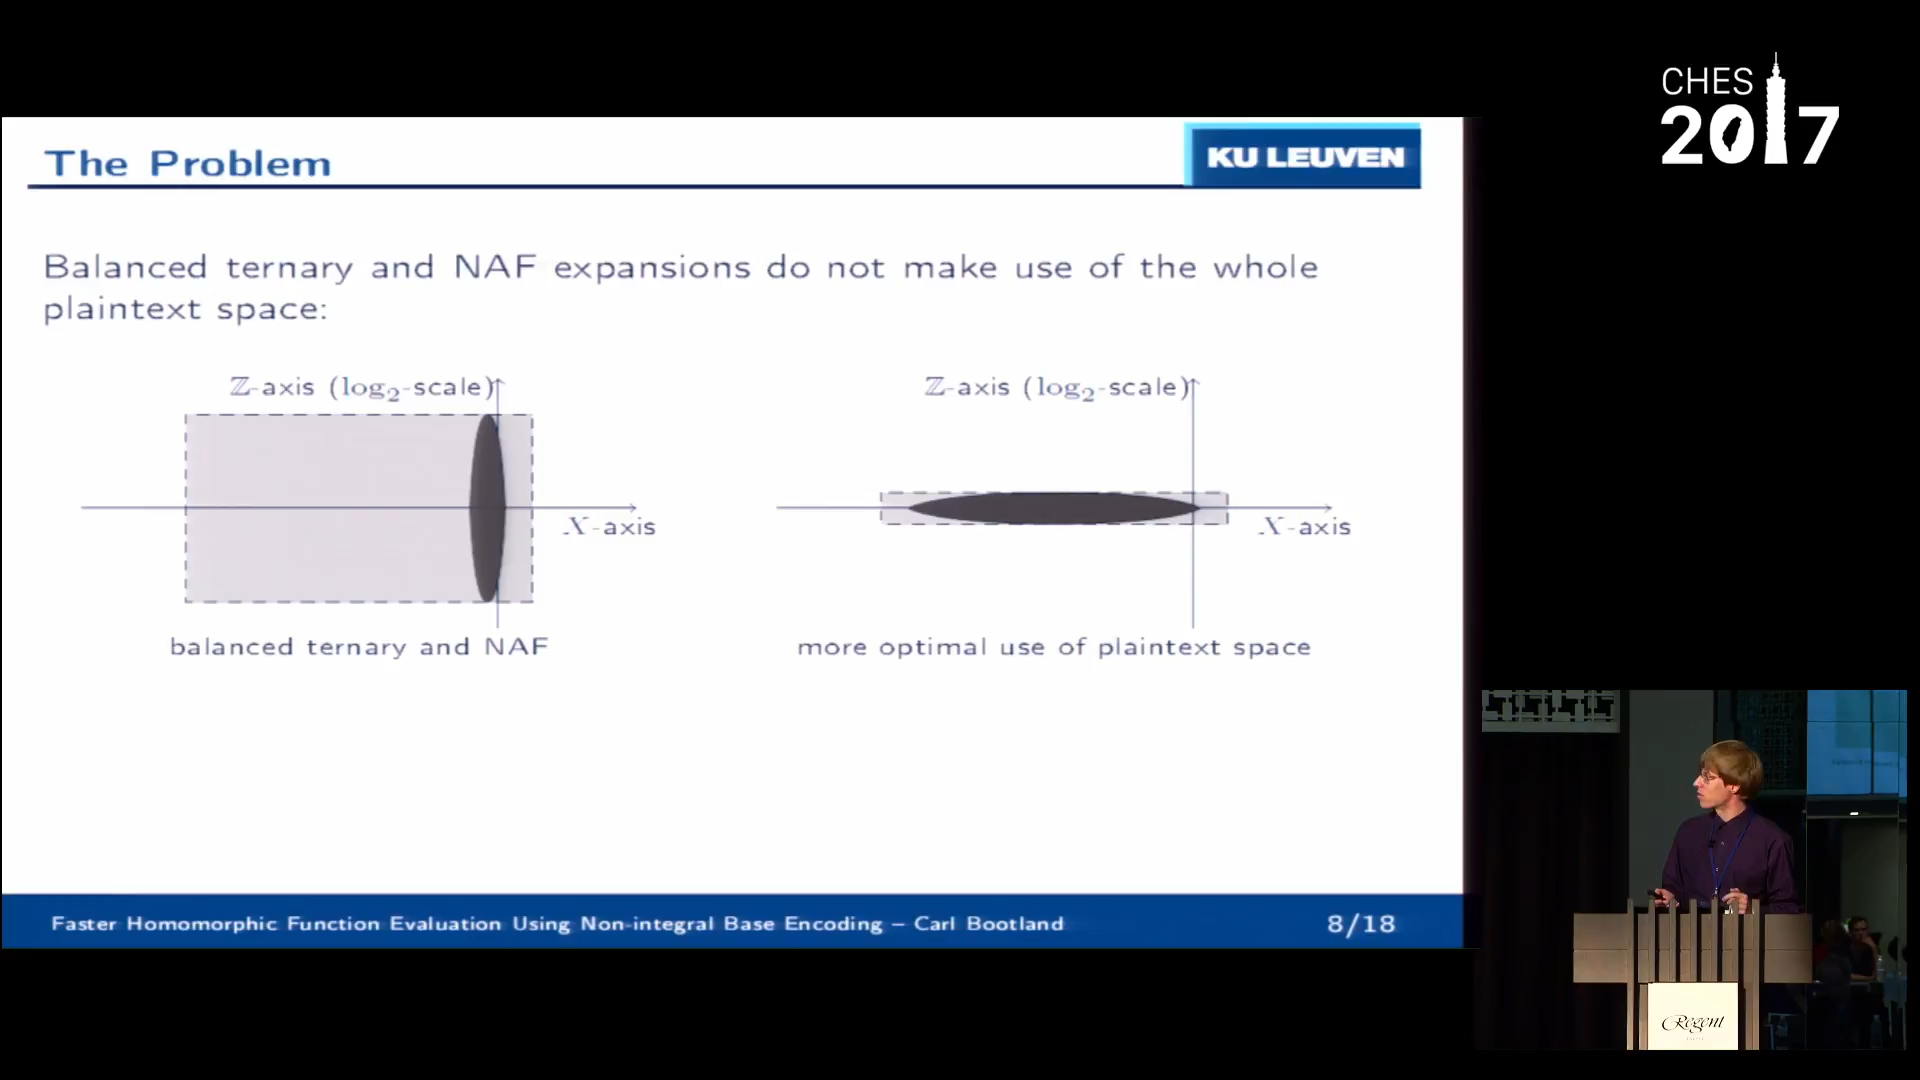 CHES
2017
The Problem
KU LEUVEN
Balanced ternary and NAF expansions do not make use of the whole
plaintext space:
ℤ-axis (log₂-scale)
X-axis
balanced ternary and NAF
ℤ-axis (log₂-scale)
X-axis
more optimal use of plaintext space
Faster Homomorphic Function Evaluation Using Non-integral Base Encoding – Carl Bootland
8/18
Regent